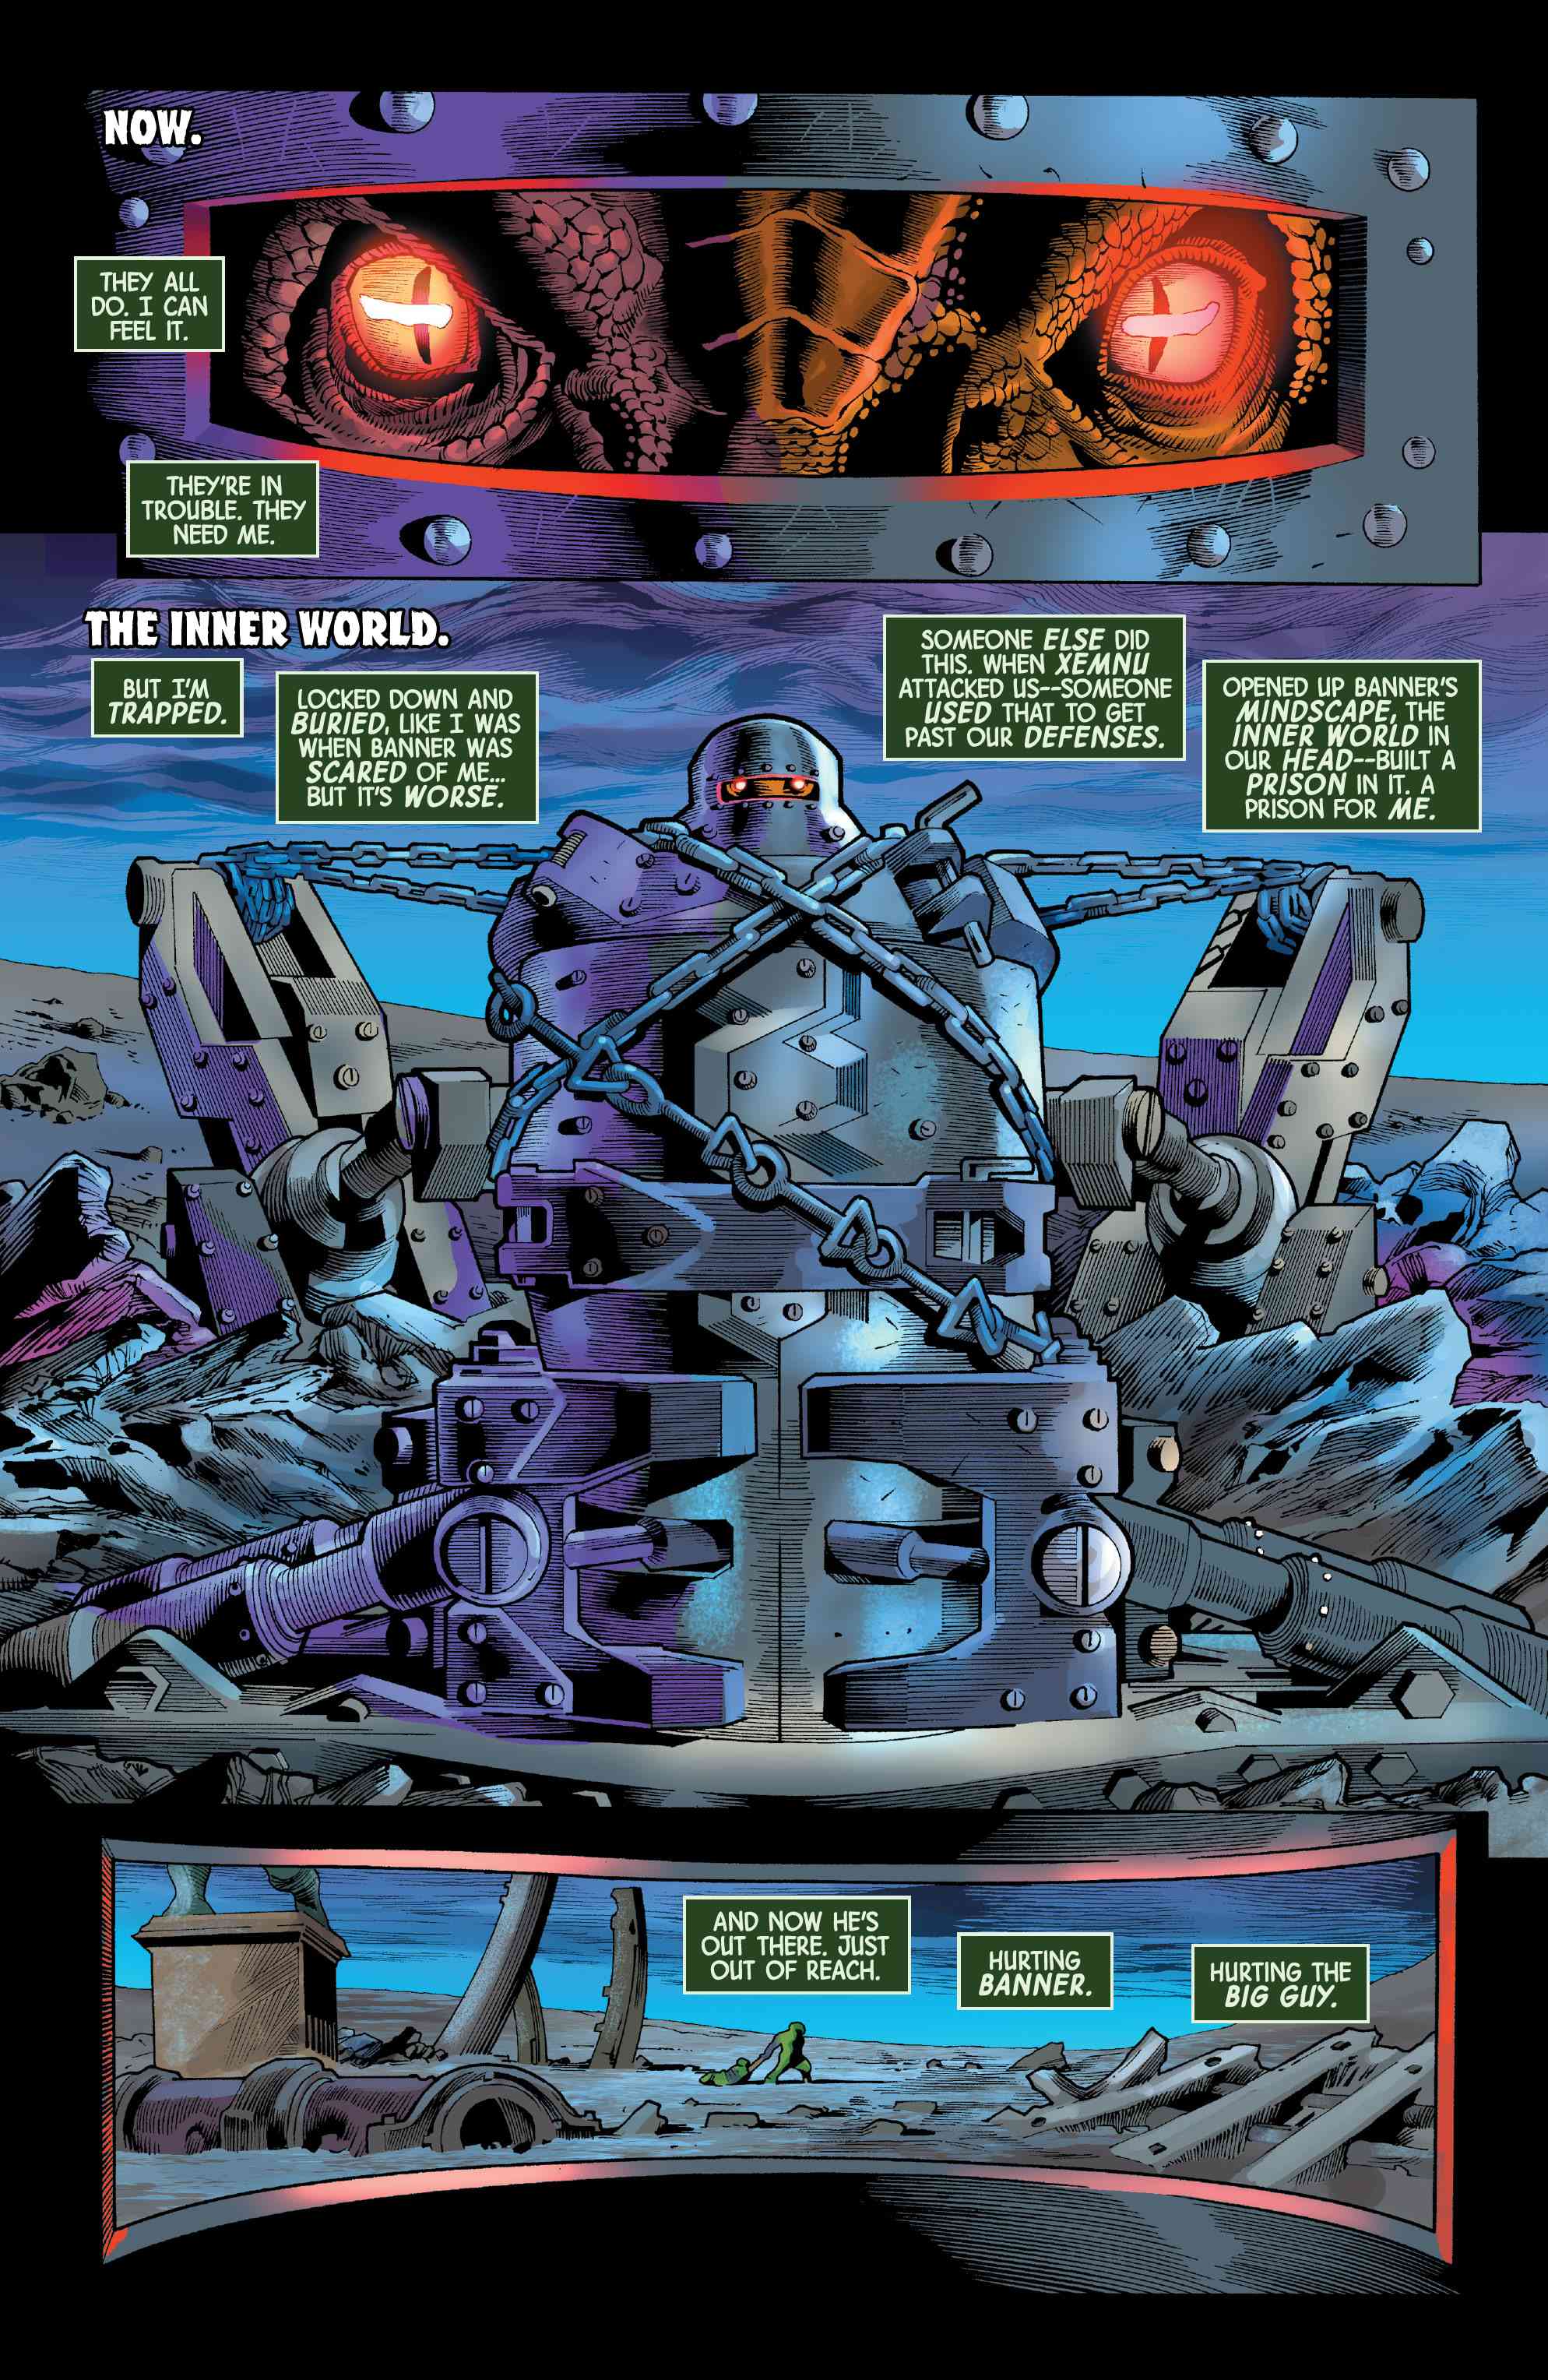 NOW.
THEY ALL
DO. I CAN
FEEL IT.
THEY'RE IN
TROUBLE. THEY
NEED ME.
THE INNER WORLD.
BUT I'M
TRAPPED.
LOCKED DOWN AND
BURIED, LIKE I WAS
WHEN BANNER WAS
SCARED OF ME...
BUT IT'S WORSE.
SOMEONE ELSE DID
THIS. WHEN XEMNU
ATTACKED US--SOMEONE
USED THAT TO GET
PAST OUR DEFENSES.
OPENED UP BANNER'S
MINDSCAPE, THE
INNER WORLD IN
OUR HEAD--BUILT A
PRISON IN IT. A
PRISON FOR ME.
AND NOW HE'S
OUT THERE. JUST
OUT OF REACH.
HURTING
BANNER.
HURTING THE
BIG GUY.